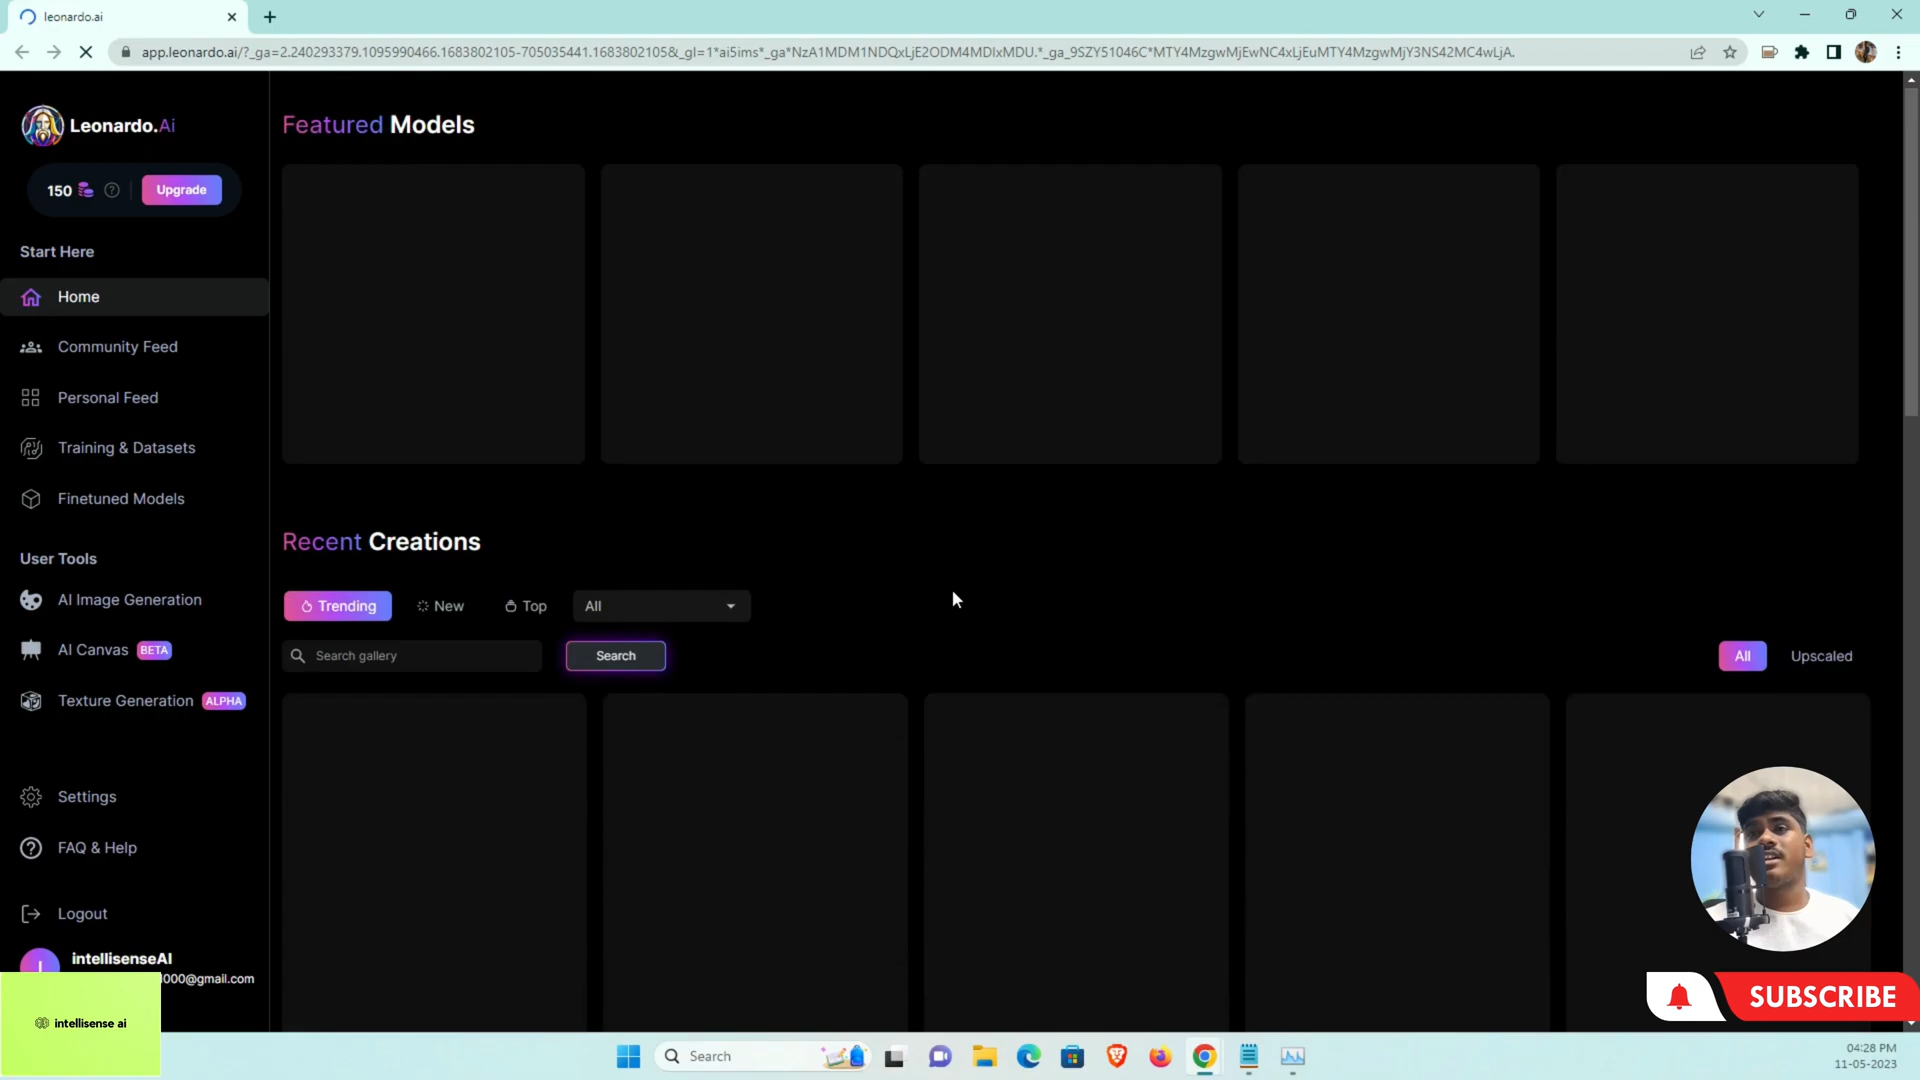 leonardo.ai
app.leonardo.ai/?_ga=2.240293379.1095990466.1683802105-705035441.1683802105&_gl=1*ai5ims*_ga*NzA1MDM1NDQxLjE2ODM4MDIxMDU.*_ga_9SZY51046C*MTY4MzgwMjEwNC4xLjEuMTY4MzgwMjY3NS42MC4wLjA.
Leonardo.Ai
150
Upgrade
Start Here
Home
Community Feed
Personal Feed
Training & Datasets
Finetuned Models
User Tools
AI Image Generation
AI Canvas BETA
Texture Generation ALPHA
Settings
FAQ & Help
Logout
intellisenseAI
000@gmail.com
intellisense ai
Featured Models
Recent Creations
Trending
New
Top
All
Search gallery
Search
All
Upscaled
SUBSCRIBE
Search
04:28 PM
11-05-2023